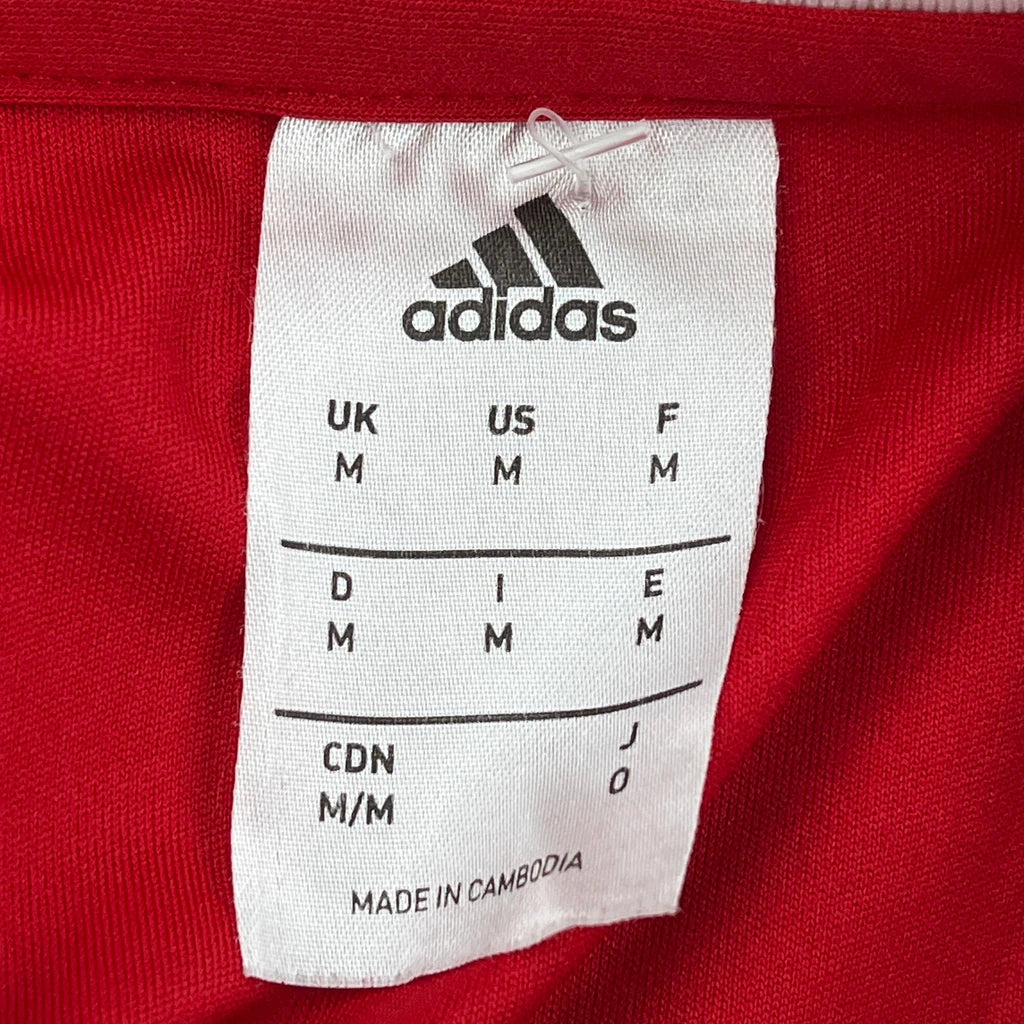 adidas
UK US F
M M M
D I E
M M M
CDN J
M/M O
MADE IN CAMBODIA